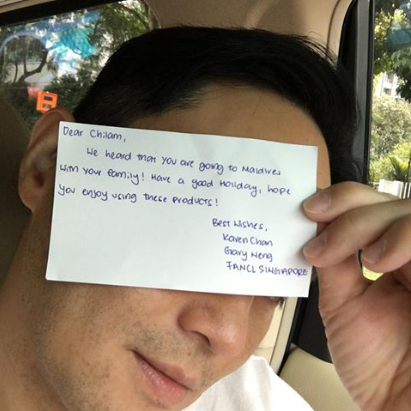 Dear Chiam,
We heard that you are going to Maldives
with your family! Have a good Holiday, hope
you enjoy using these products!
Best Wishes,
Karen Chan
Gary Neng
FANCL SINGAPORE